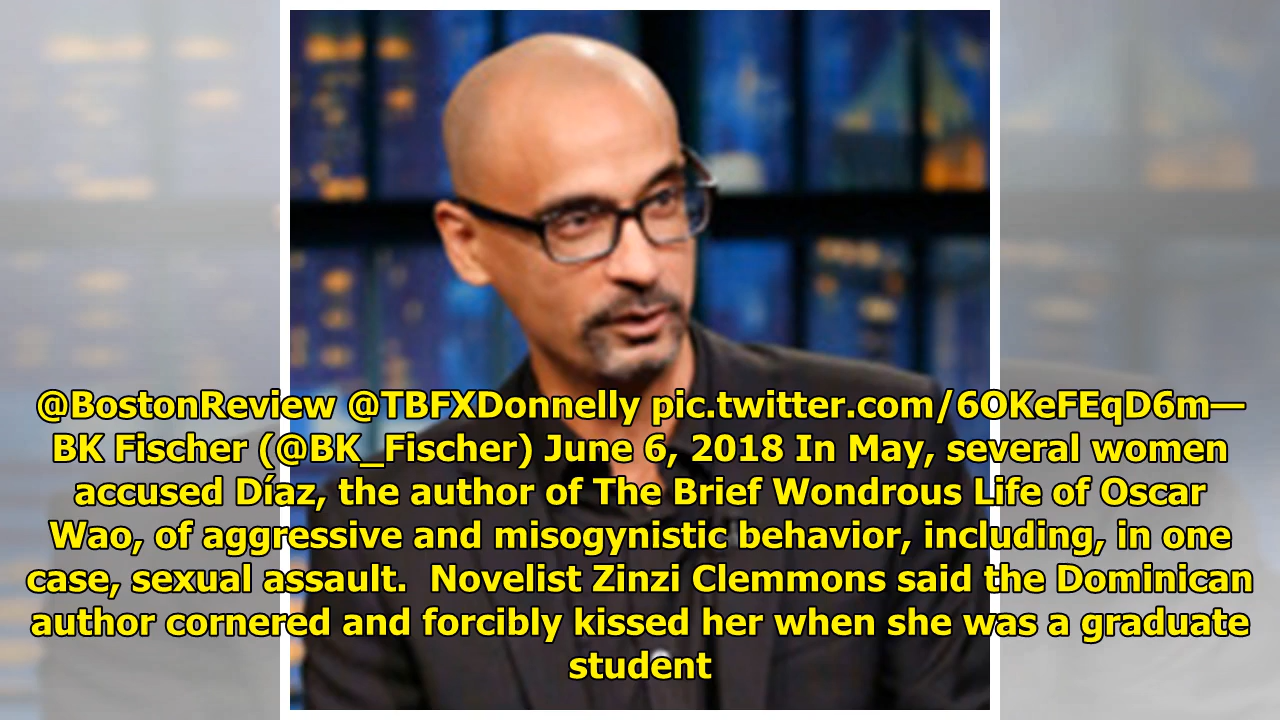 @BostonReview @TBFXDonnelly pic.twitter.com/6OKeFEqD6m—
BK Fischer (@BK_Fischer) June 6, 2018 In May, several women
accused Díaz, the author of The Brief Wondrous Life of Oscar
Wao, of aggressive and misogynistic behavior, including, in one
case, sexual assault.  Novelist Zinzi Clemmons said the Dominican
author cornered and forcibly kissed her when she was a graduate
student